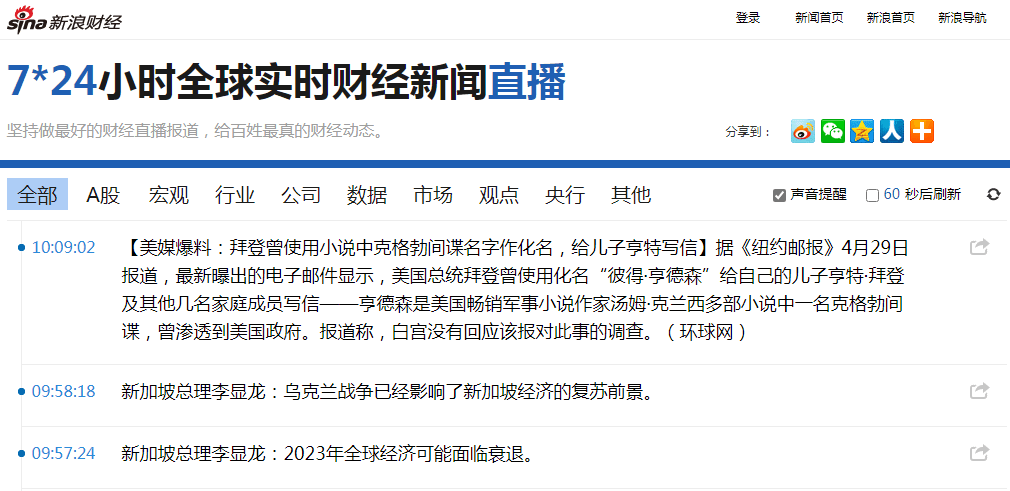 sina 新浪财经
登录 新闻首页 新浪首页 新浪导航
7*24小时全球实时财经新闻直播
坚持做最好的财经直播报道，给百姓最真的财经动态。
分享到：
全部 A股 宏观 行业 公司 数据 市场 观点 央行 其他 声音提醒 60 秒后刷新
10:09:02 【美媒爆料：拜登曾使用小说中克格勃间谍名字作化名，给儿子亨特写信】据《纽约邮报》4月29日
报道，最新曝出的电子邮件显示，美国总统拜登曾使用化名“彼得·亨德森”给自己的儿子亨特·拜登
及其他几名家庭成员写信——亨德森是美国畅销军事小说作家汤姆·克兰西多部小说中一名克格勃间
谍，曾渗透到美国政府。报道称，白宫没有回应该报对此事的调查。（环球网）
09:58:18 新加坡总理李显龙：乌克兰战争已经影响了新加坡经济的复苏前景。
09:57:24 新加坡总理李显龙：2023年全球经济可能面临衰退。